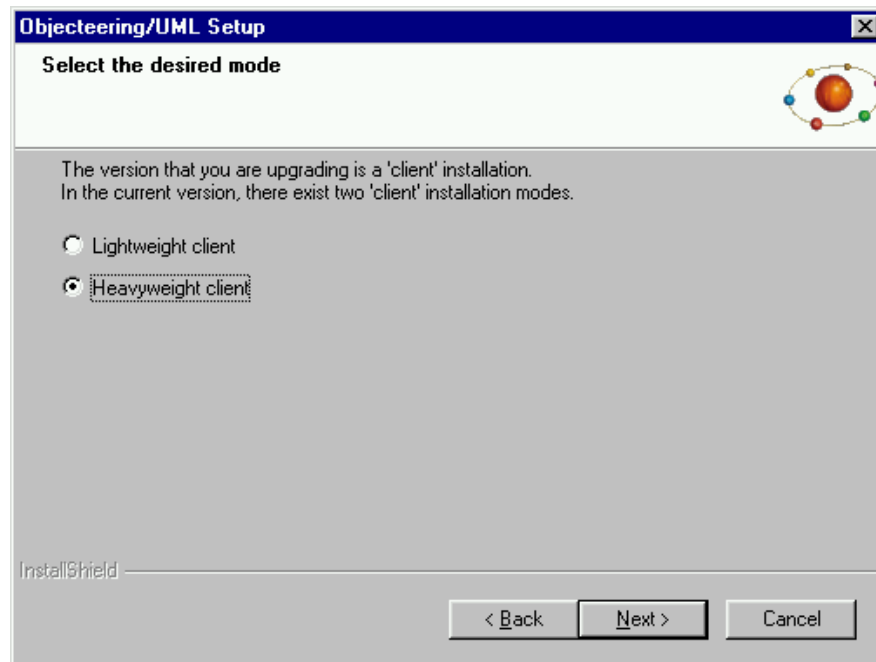 Objecteering/UML Setup
Select the desired mode
The version that you are upgrading is a 'client' installation.
In the current version, there exist two 'client' installation modes.
Lightweight client
Heavyweight client
InstallShield
< Back Next > Cancel